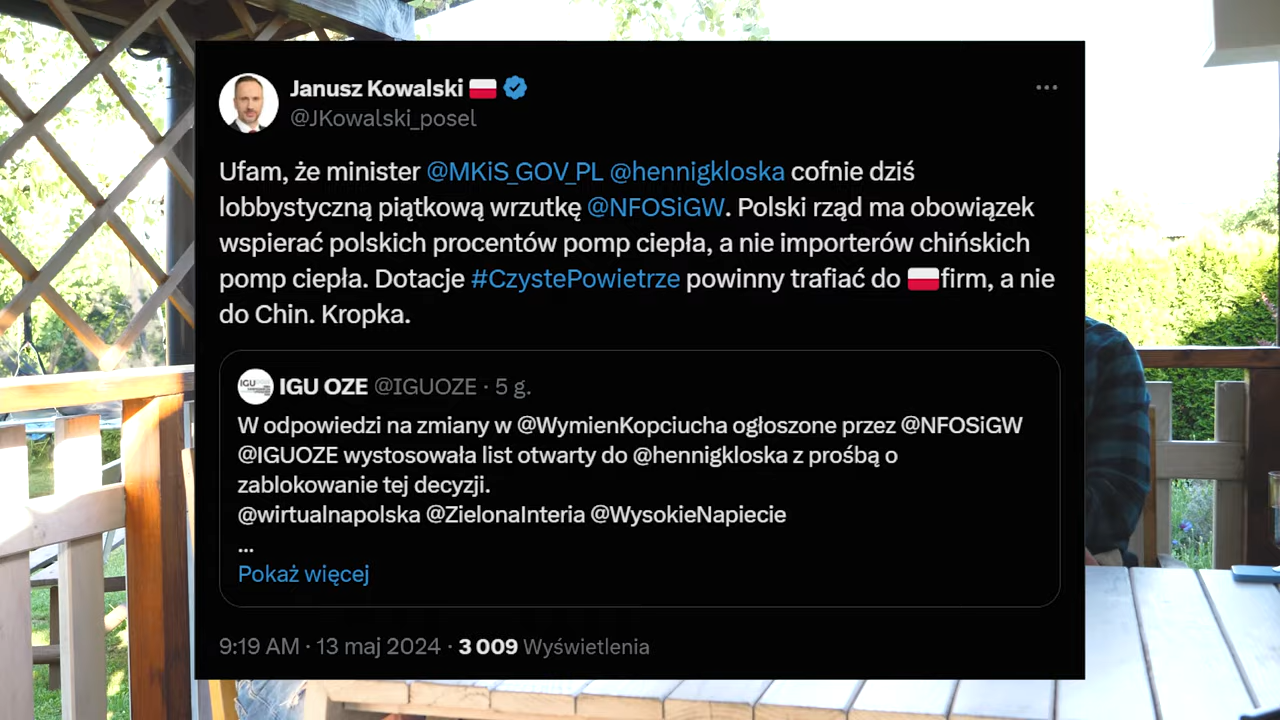 Janusz Kowalski
@JKowalski_posel
Ufam, że minister @MKiS_GOV_PL @hennigkloska cofnie dziś
lobbystyczną piątkową wrzutkę @NFOSiGW. Polski rząd ma obowiązek
wspierać polskich procentów pomp ciepła, a nie importerów chińskich
pomp ciepła. Dotacje #CzystePowietrze powinny trafiać do 🇵🇱firm, a nie
do Chin. Kropka.
IGU OZE @IGUOZE · 5 g.
W odpowiedzi na zmiany w @WymienKopciucha ogłoszone przez @NFOSiGW
@IGUOZE wystosowała list otwarty do @hennigkloska z prośbą o
zablokowanie tej decyzji.
@wirtualnapolska @ZielonaInteria @WysokieNapiecie
...
Pokaż więcej
9:19 AM · 13 maj 2024 · 3 009 Wyświetlenia